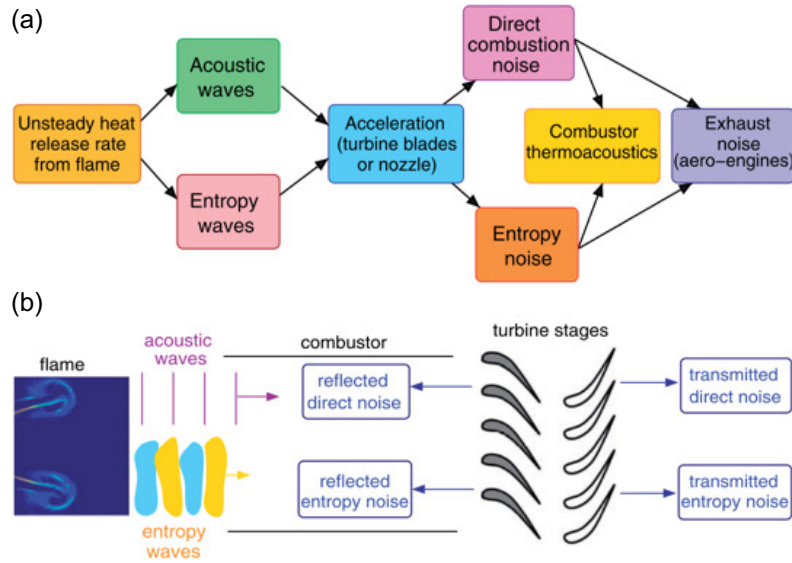 (a)
Unsteady heat
release rate
from flame
Acoustic
waves
Entropy
waves
Acceleration
(turbine blades
or nozzle)
Direct
combustion
noise
Entropy
noise
Combustor
thermoacoustics
Exhaust
noise
(aero-engines)
(b)
flame
acoustic
waves
entropy
waves
combustor
reflected
direct noise
reflected
entropy noise
turbine stages
transmitted
direct noise
transmitted
entropy noise